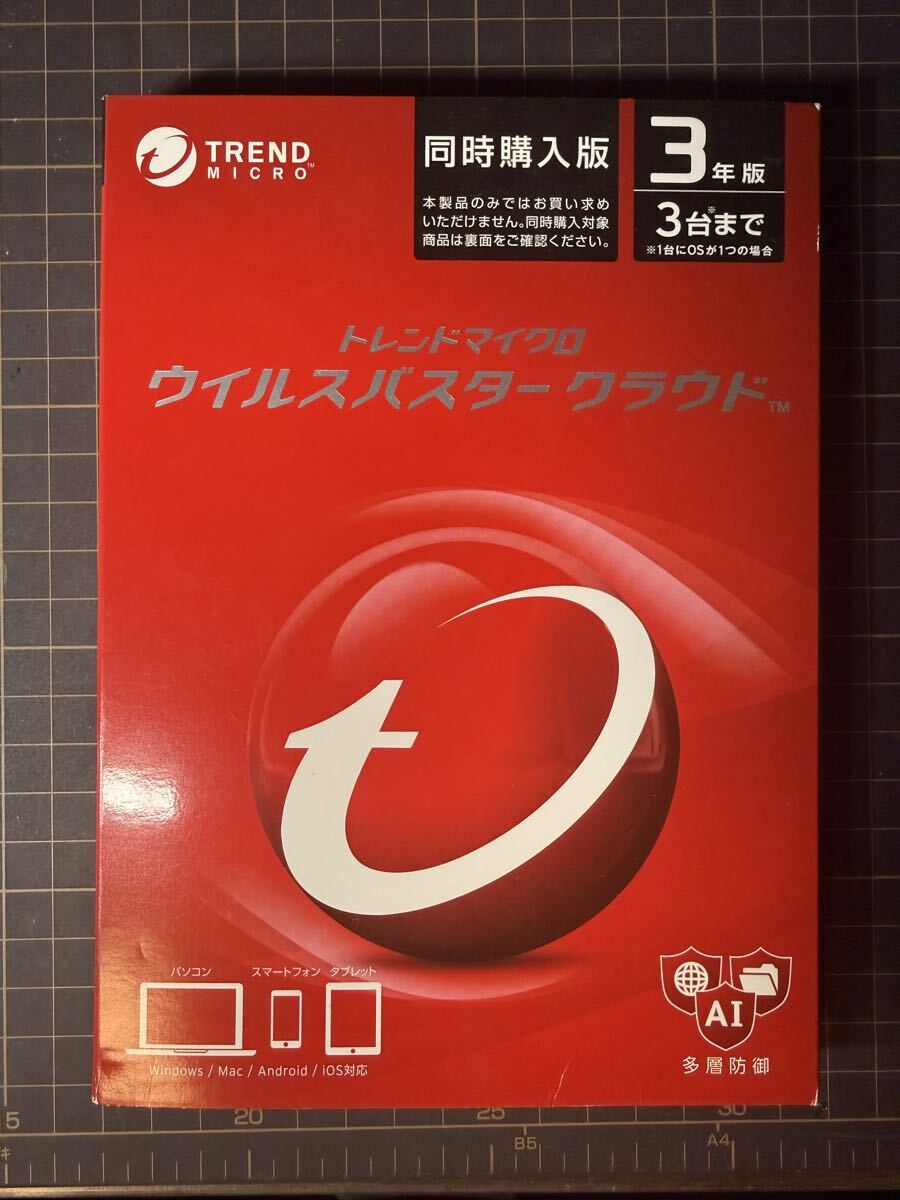 TREND
MICRO™
同時購入版
本製品のみではお買い求め
いただけません。同時購入対象
商品は裏面をご確認ください。
3年版
3台まで※
※1台にOSが1つの場合
トレンドマイクロ
ウイルスバスター クラウド™
パソコン スマートフォン タブレット
Windows / Mac / Android / iOS対応
AI
多層防御
5 20 25 30
B5 A4